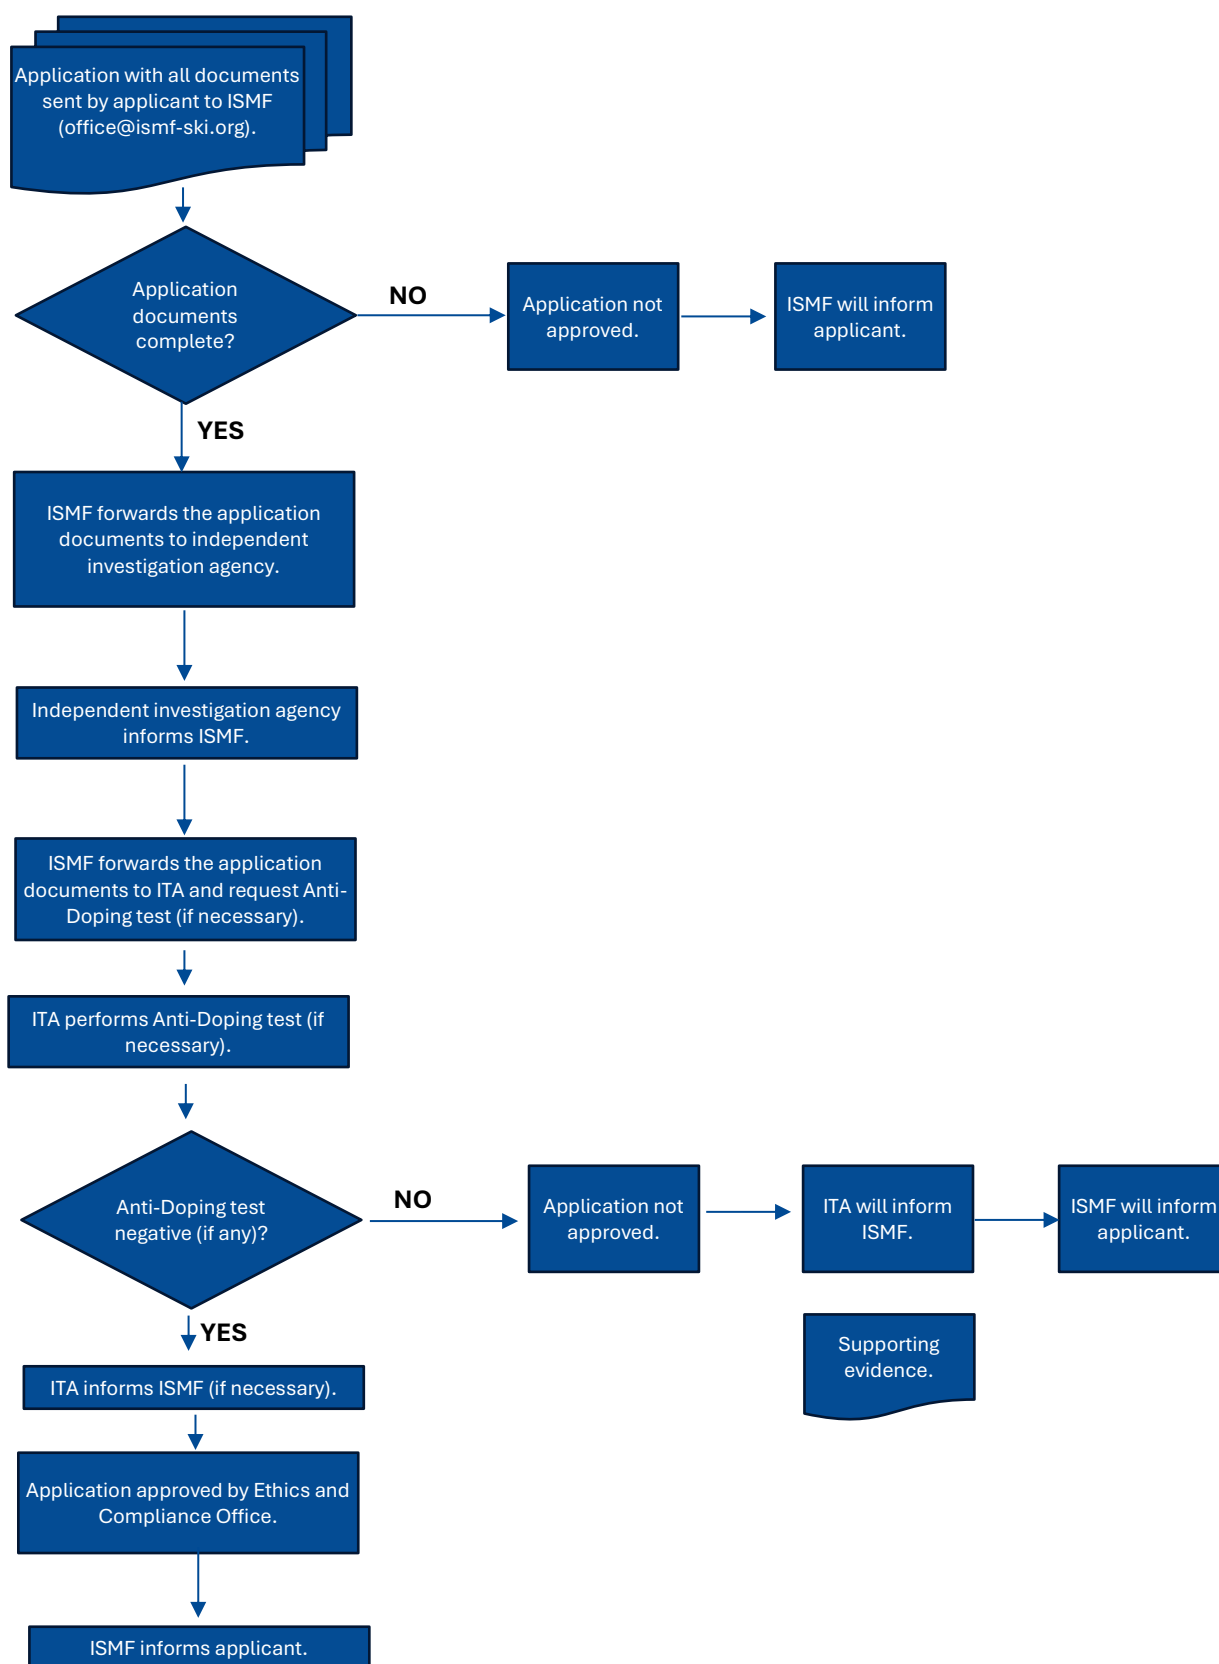 Application with all documents
sent by applicant to ISMF
(office@ismf-ski.org).
Application
documents
complete?
NO
Application not
approved.
ISMF will inform
applicant.
YES
ISMF forwards the application
documents to independent
investigation agency.
Independent investigation agency
informs ISMF.
ISMF forwards the application
documents to ITA and request Anti-
Doping test (if necessary).
ITA performs Anti-Doping test (if
necessary).
Anti-Doping test
negative (if any)?
NO
Application not
approved.
ITA will inform
ISMF.
ISMF will inform
applicant.
Supporting
evidence.
YES
ITA informs ISMF (if necessary).
Application approved by Ethics and
Compliance Office.
ISMF informs applicant.